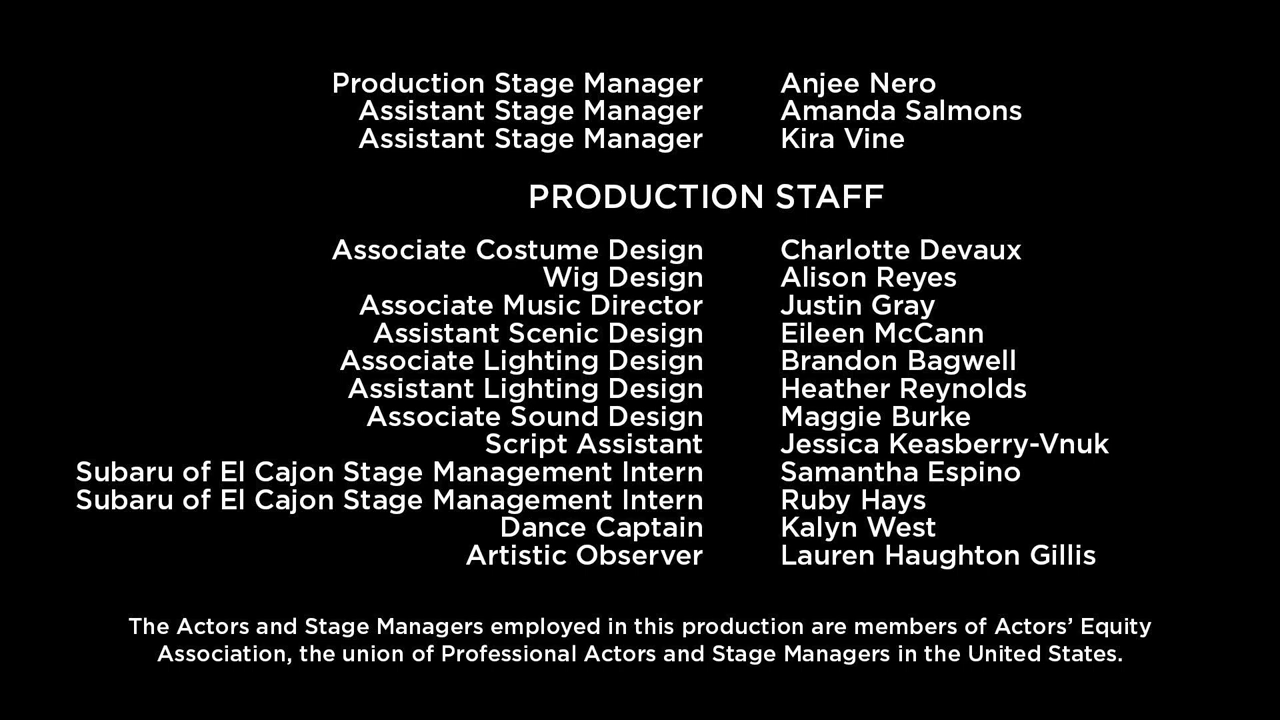 Production Stage Manager Anjee Nero
Assistant Stage Manager Amanda Salmons
Assistant Stage Manager Kira Vine
PRODUCTION STAFF
Associate Costume Design Charlotte Devaux
Wig Design Alison Reyes
Associate Music Director Justin Gray
Assistant Scenic Design Eileen McCann
Associate Lighting Design Brandon Bagwell
Assistant Lighting Design Heather Reynolds
Associate Sound Design Maggie Burke
Script Assistant Jessica Keasberry-Vnuk
Subaru of El Cajon Stage Management Intern Samantha Espino
Subaru of El Cajon Stage Management Intern Ruby Hays
Dance Captain Kalyn West
Artistic Observer Lauren Haughton Gillis
The Actors and Stage Managers employed in this production are members of Actors’ Equity
Association, the union of Professional Actors and Stage Managers in the United States.